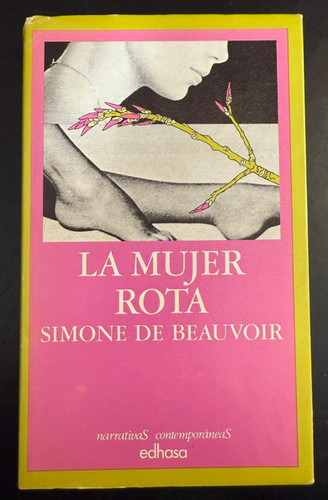 LA MUJER
ROTA
SIMONE DE BEAUVOIR
narrativaS contemporáneaS
edhasa